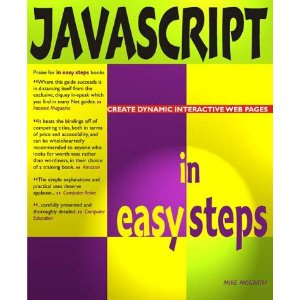 JAVASCRIPT
Praise for in easy steps books
"Where this guide succeeds is
in distancing itself from the
exclusive, cliquey in-speak which
you find in many Net guides. »
Internet Magazine
CREATE DYNAMIC INTERACTIVE WEB PAGES
"It beats the bindings off of
competing titles, both in terms of
price and accessibility, and can
be wholeheartedly
recommended to anyone who
looks for worth-ness rather
than wordiness, in their choice
of a training book. » Amazon
"The simple explanations and
practical uses deserve
applause... » Computer Active
"...carefully presented and
thoroughly detailed. » Computer
Education
in
easy steps
MIKE MCGRATH